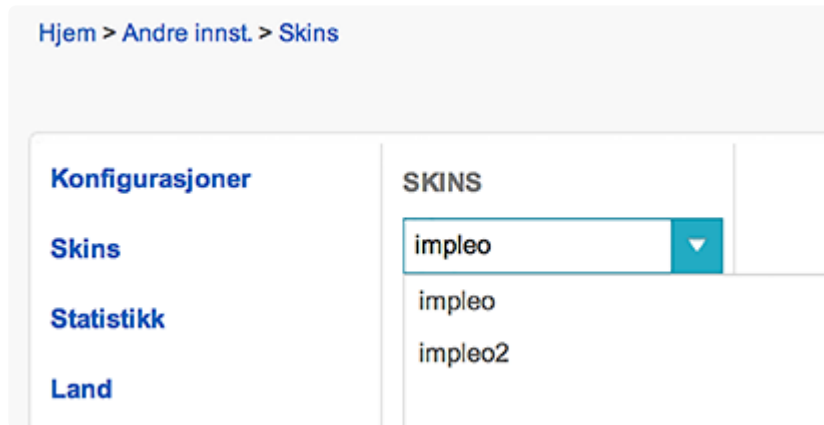 Hjem > Andre innst. > Skins
Konfigurasjoner
Skins
Statistikk
Land
SKINS
impleo
impleo
impleo2